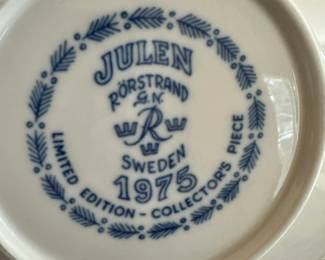 JULEN
RÖRSTRAND
G.N.
R
SWEDEN
1975
LIMITED EDITION - COLLECTOR'S PIECE